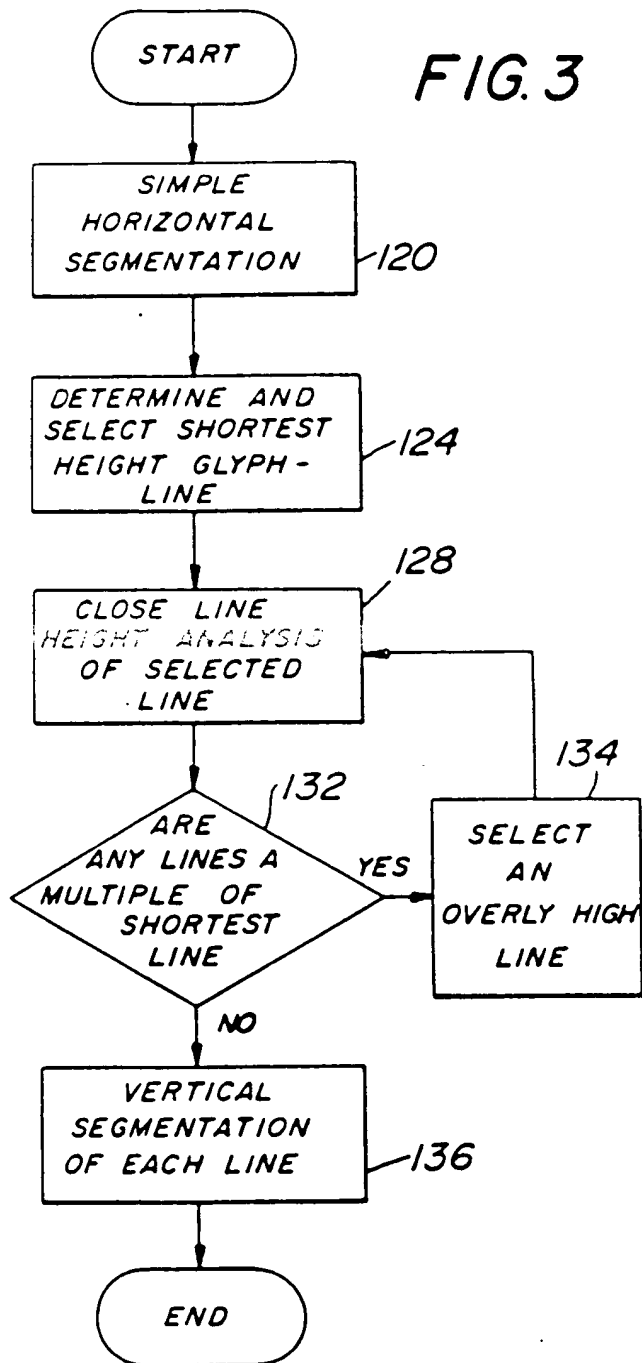 FIG. 3
START
SIMPLE
HORIZONTAL
SEGMENTATION
120
DETERMINE AND
SELECT SHORTEST
HEIGHT GLYPH-
LINE
124
128
CLOSE LINE
HEIGHT ANALYSIS
OF SELECTED
LINE
132
ARE
ANY LINES A
MULTIPLE OF
SHORTEST
LINE
YES
134
SELECT
AN
OVERLY HIGH
LINE
NO
VERTICAL
SEGMENTATION
OF EACH LINE
136
END